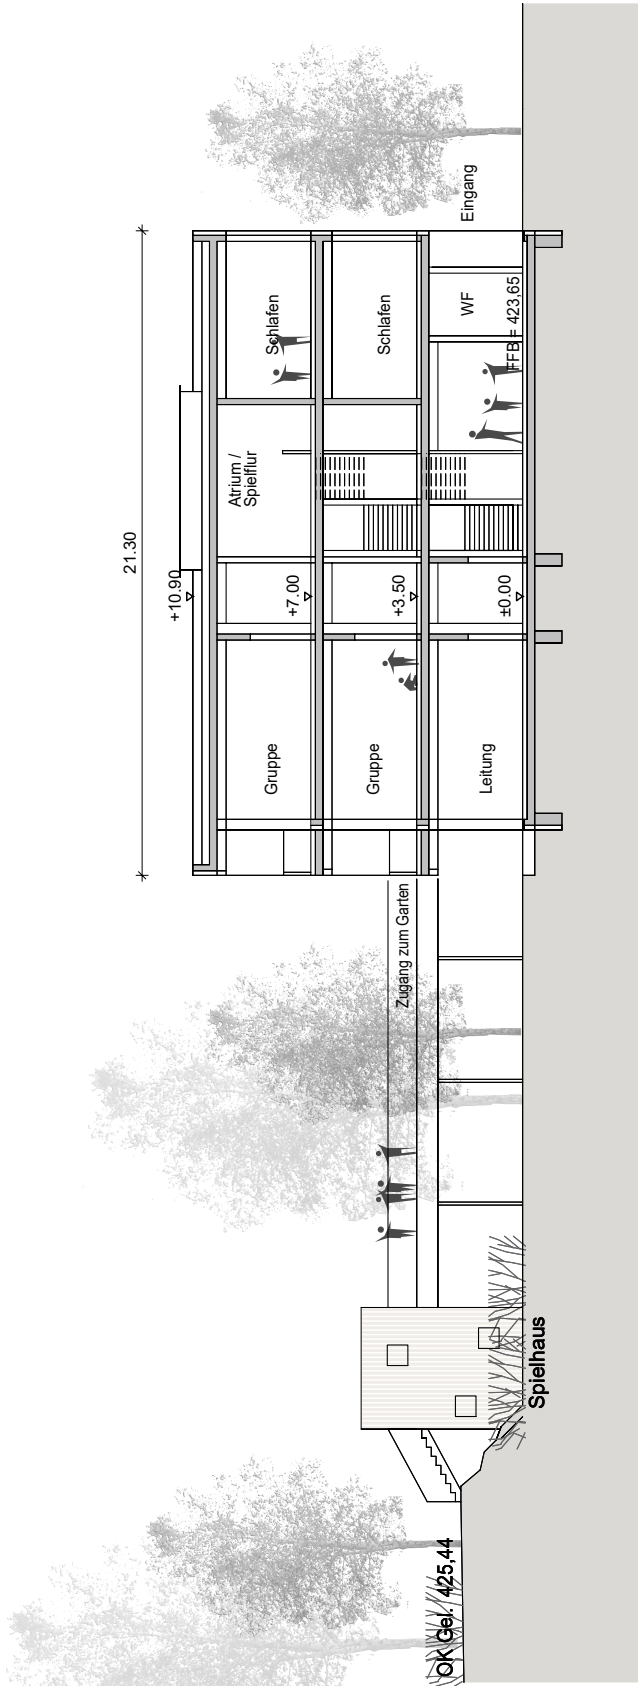 21.30
+10.90
Atrium /
Spielflur
Schlafen
Gruppe
+7.00
Schlafen
Gruppe
+3.50
Zugang zum Garten
Eingang
WF
Leitung
±0,00
FFB = 423,65
OK Gel. 425,44
Spielhaus